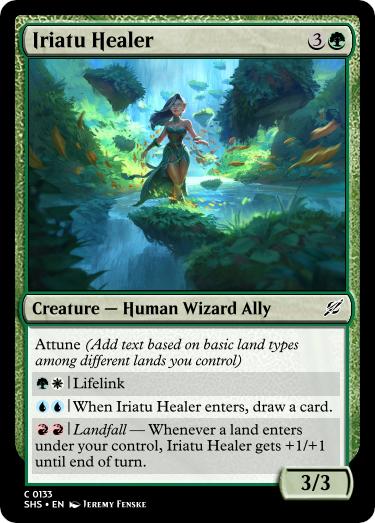 Iriatu Healer 3
Creature — Human Wizard Ally
Attune (Add text based on basic land types
among different lands you control)
Lifelink
When Iriatu Healer enters, draw a card.
Landfall — Whenever a land enters
under your control, Iriatu Healer gets +1/+1
until end of turn.
3/3
C 0133
SHS • EN Jeremy Fenske